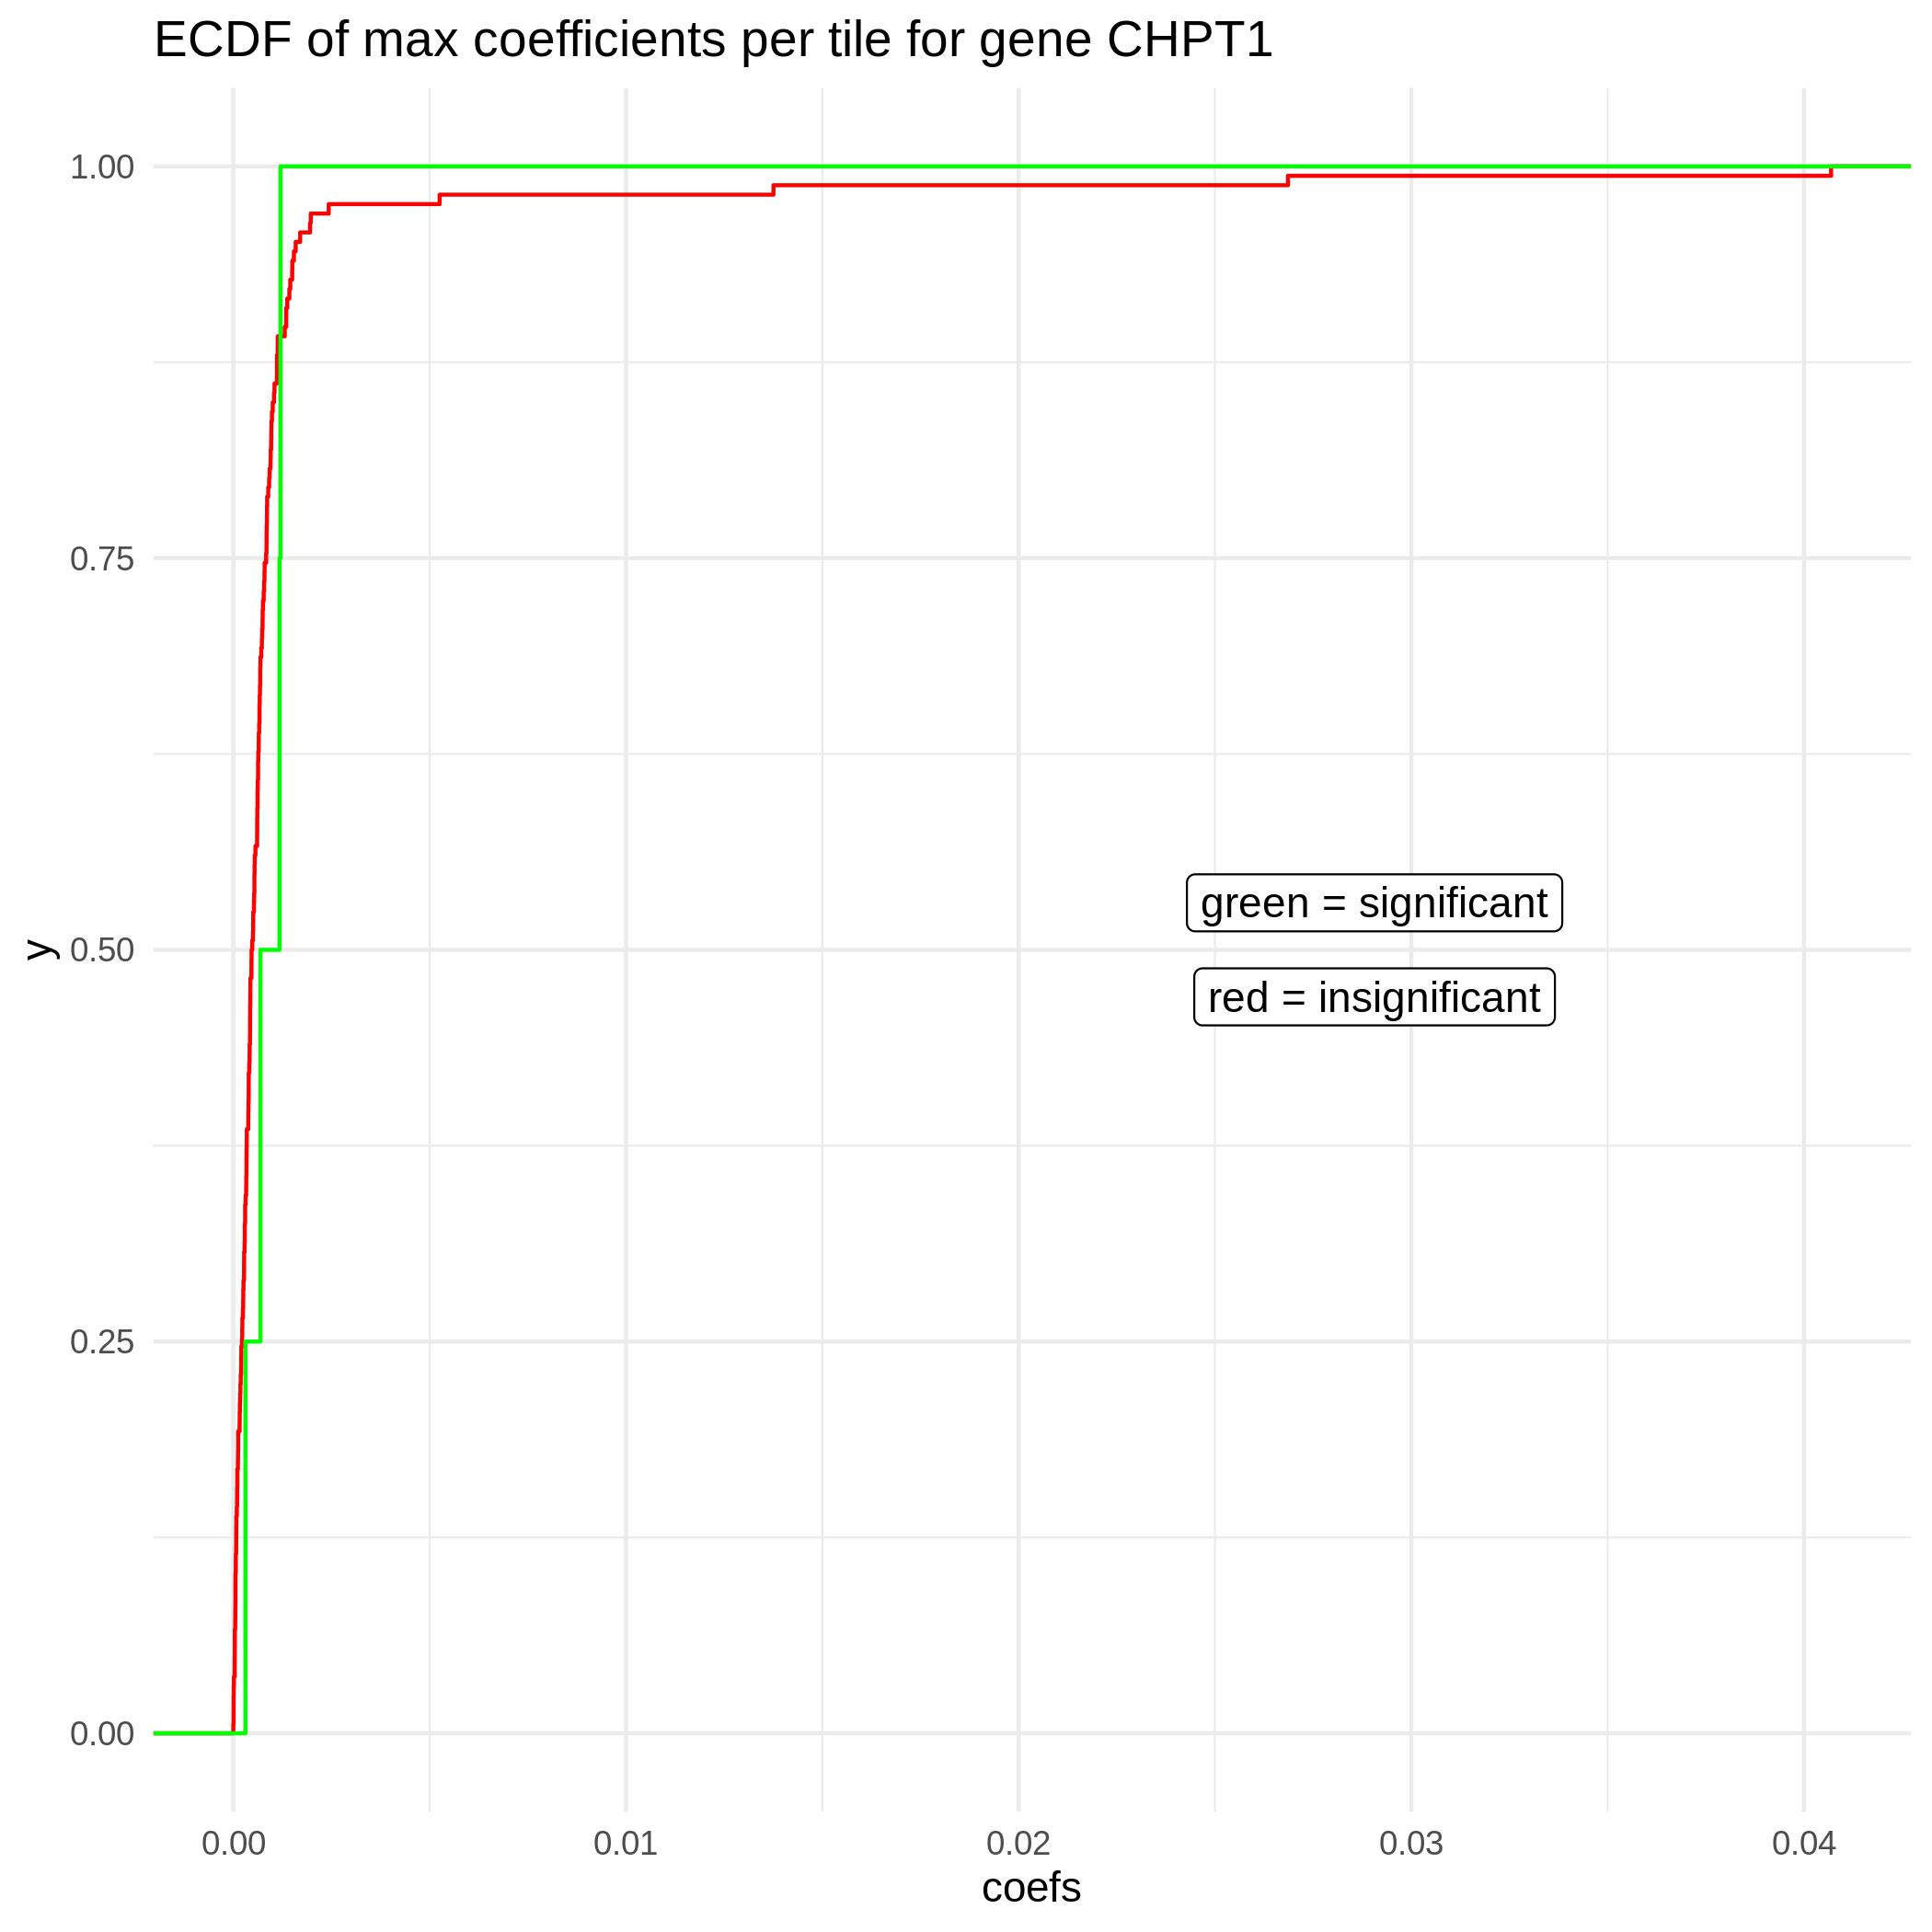 ECDF of max coefficients per tile for gene CHPT1
1.00
0.75
0.50
0.25
0.00
y
green = significant
red = insignificant
0.00
0.01
0.02
0.03
0.04
coefs